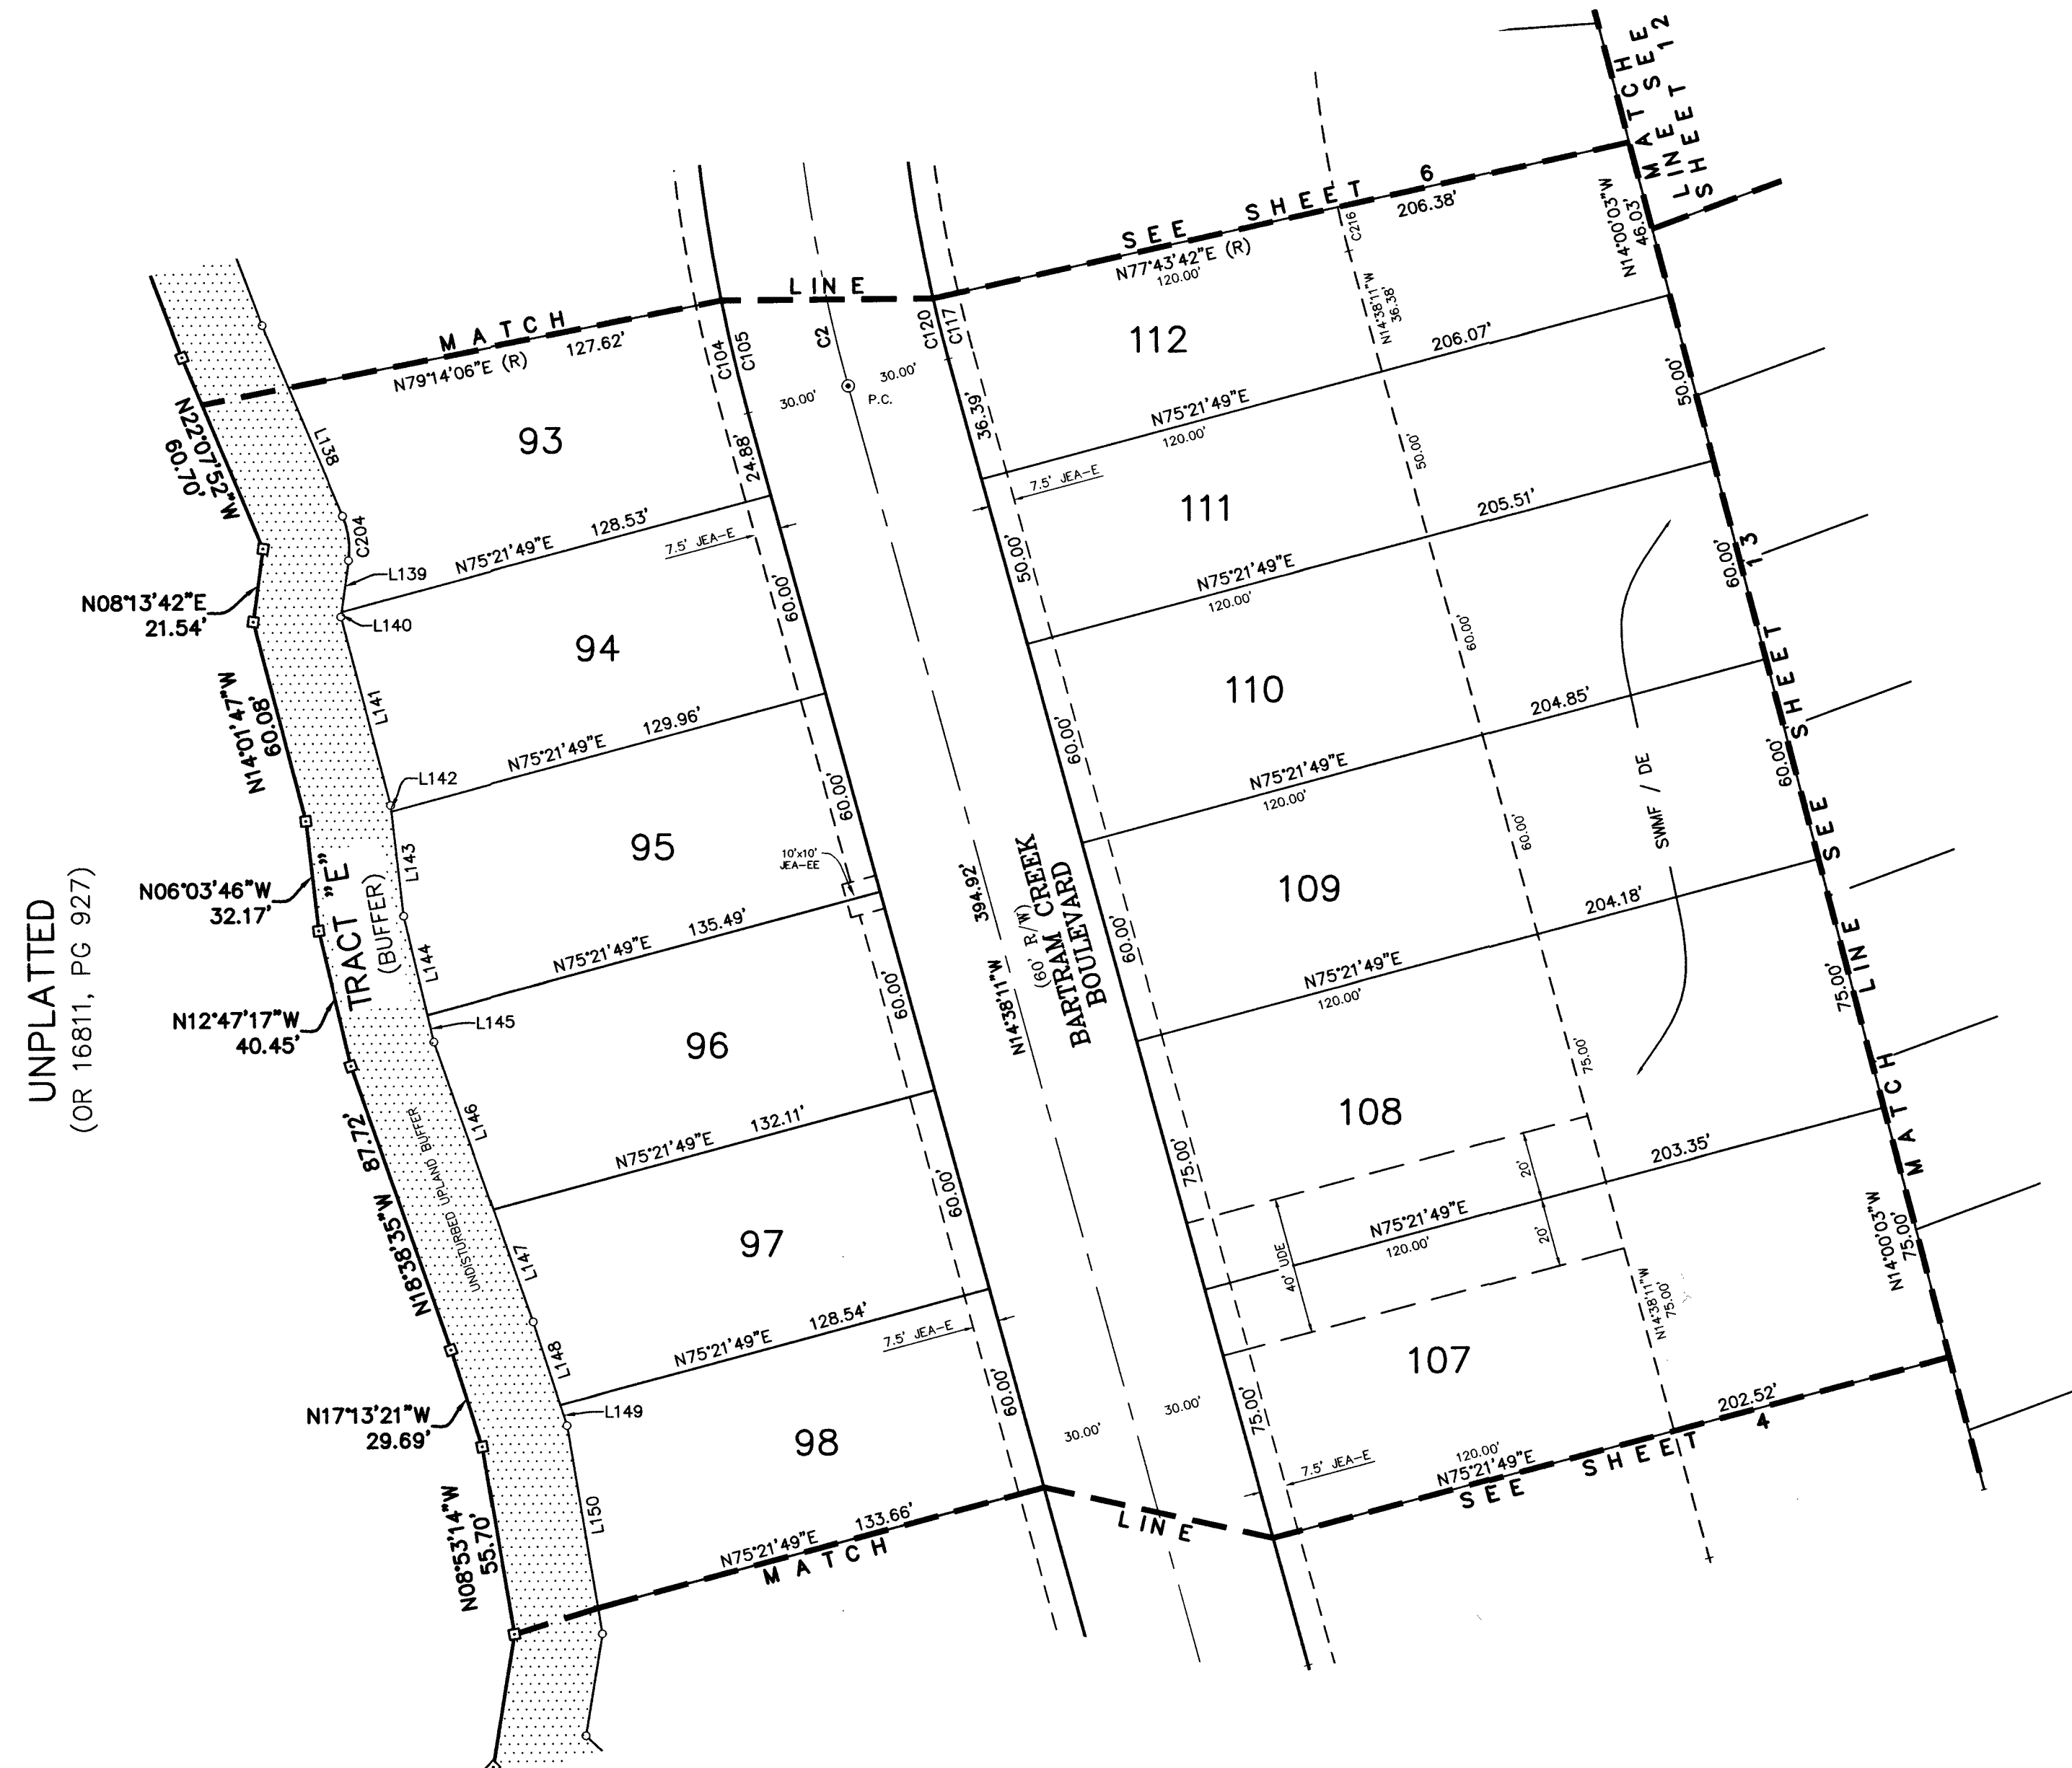 MATCH
LINE SEE
SHEET 12
MATCH
LINE
SEE SHEET 6
N79°14'06"E (R)
127.62'
N77°43'42"E (R)
120.00'
206.38'
N14°00'03"W
46.03'
C216
N14°38'11"W
36.38'
C104
C105
C2
C120
C117
30.00'
30.00'
P.C.
36.39'
24.88'
112
206.07'
N75°21'49"E
120.00'
50.00'
50.00'
7.5' JEA-E
N22°07'52"W
60.70'
L138
93
C204
L139
L140
N75°21'49"E
128.53'
7.5' JEA-E
N08°13'42"E
21.54'
111
205.51'
N75°21'49"E
120.00'
50.00'
60.00'
60.00'
13
94
60.00'
N14°01'47"W
60.08'
L141
L142
N75°21'49"E
129.96'
110
204.85'
N75°21'49"E
120.00'
60.00'
60.00'
60.00'
SWMF / DE
SHEET
SEE
LINE
MATCH
95
60.00'
10'x10'
JEA-EE
L143
N06°03'46"W
32.17'
TRACT "E"
(BUFFER)
UNPLATTED
(OR 16811, PG 927)
N75°21'49"E
135.49'
L144
L145
N12°47'17"W
40.45'
394.92'
N14°38'11"W
(60' R/W)
BARTRAM CREEK
BOULEVARD
109
204.18'
N75°21'49"E
120.00'
60.00'
75.00'
75.00'
96
60.00'
N75°21'49"E
132.11'
L146
87.72'
N18°38'35"W
UNDISTURBED UPLAND BUFFER
108
75.00'
203.35'
N75°21'49"E
120.00'
20'
20'
40' UDE
N14°00'03"W
75.00'
97
60.00'
L147
N75°21'49"E
128.54'
7.5' JEA-E
L148
L149
N17°13'21"W
29.69'
107
N14°38'11"W
75.00'
75.00'
98
60.00'
30.00'
30.00'
7.5' JEA-E
N08°53'14"W
55.70'
L150
N75°21'49"E
133.66'
MATCH
LINE
120.00'
N75°21'49"E
202.52'
SEE SHEET 4